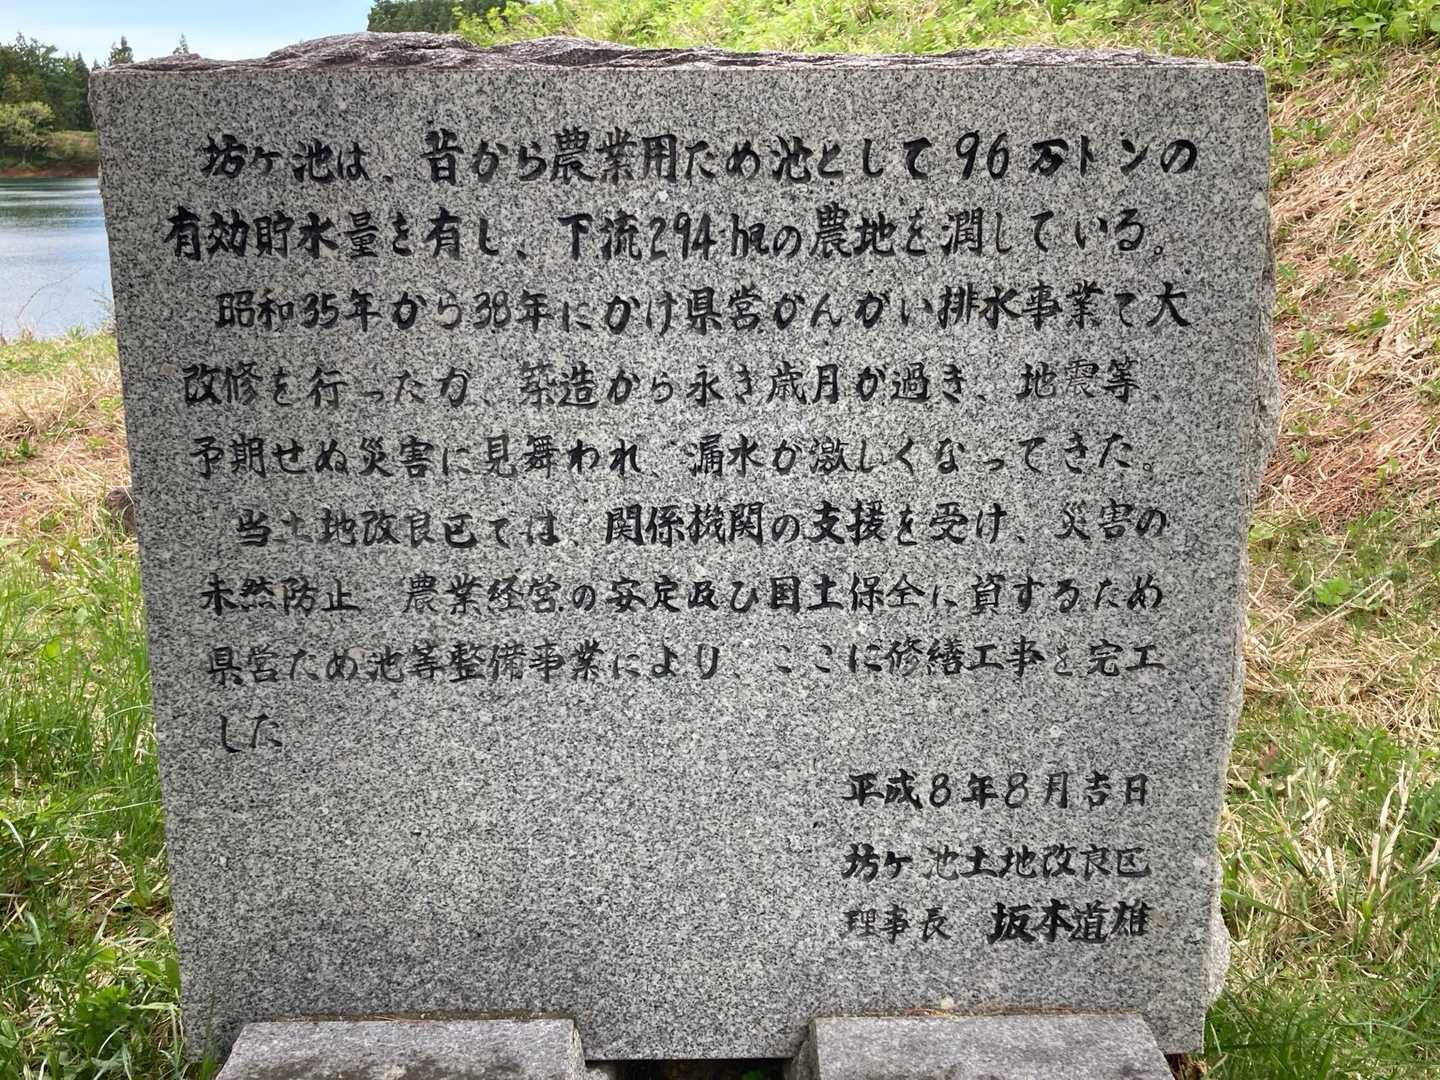 坊ケ池は、昔から農業用ため池として96万トンの
有効貯水量を有し、下流294haの農地を潤している。
昭和35年から38年にかけ県営かんがい排水事業で大
改修を行ったが、築造から永き歳月が過き、地震等、
予期せぬ災害に見舞われ、漏水が激しくなってきた。
当土地改良区では、関係機関の支援を受け、災害の
未然防止 農業経営の安定及び国土保全に資するため
県営ため池等整備事業により、ここに修繕工事を完工
した
平成8年8月吉日
坊ケ池土地改良区
理事長 坂本道雄